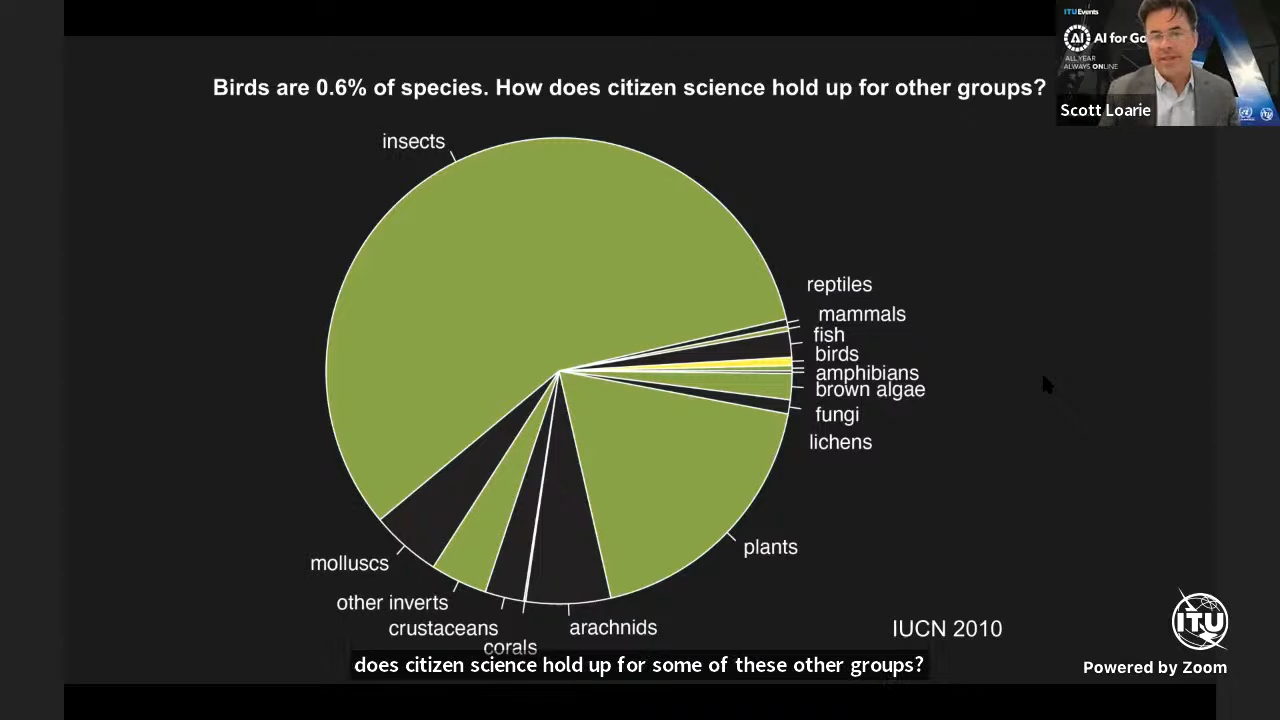 ITUEvents
AI
AI for Go
ALL YEAR
ALWAYS ONLINE
Scott Loarie
Birds are 0.6% of species. How does citizen science hold up for other groups?
insects
reptiles
mammals
fish
birds
amphibians
brown algae
fungi
lichens
plants
molluscs
other inverts
crustaceans
corals
arachnids
IUCN 2010
does citizen science hold up for some of these other groups?
ITU
Powered by Zoom